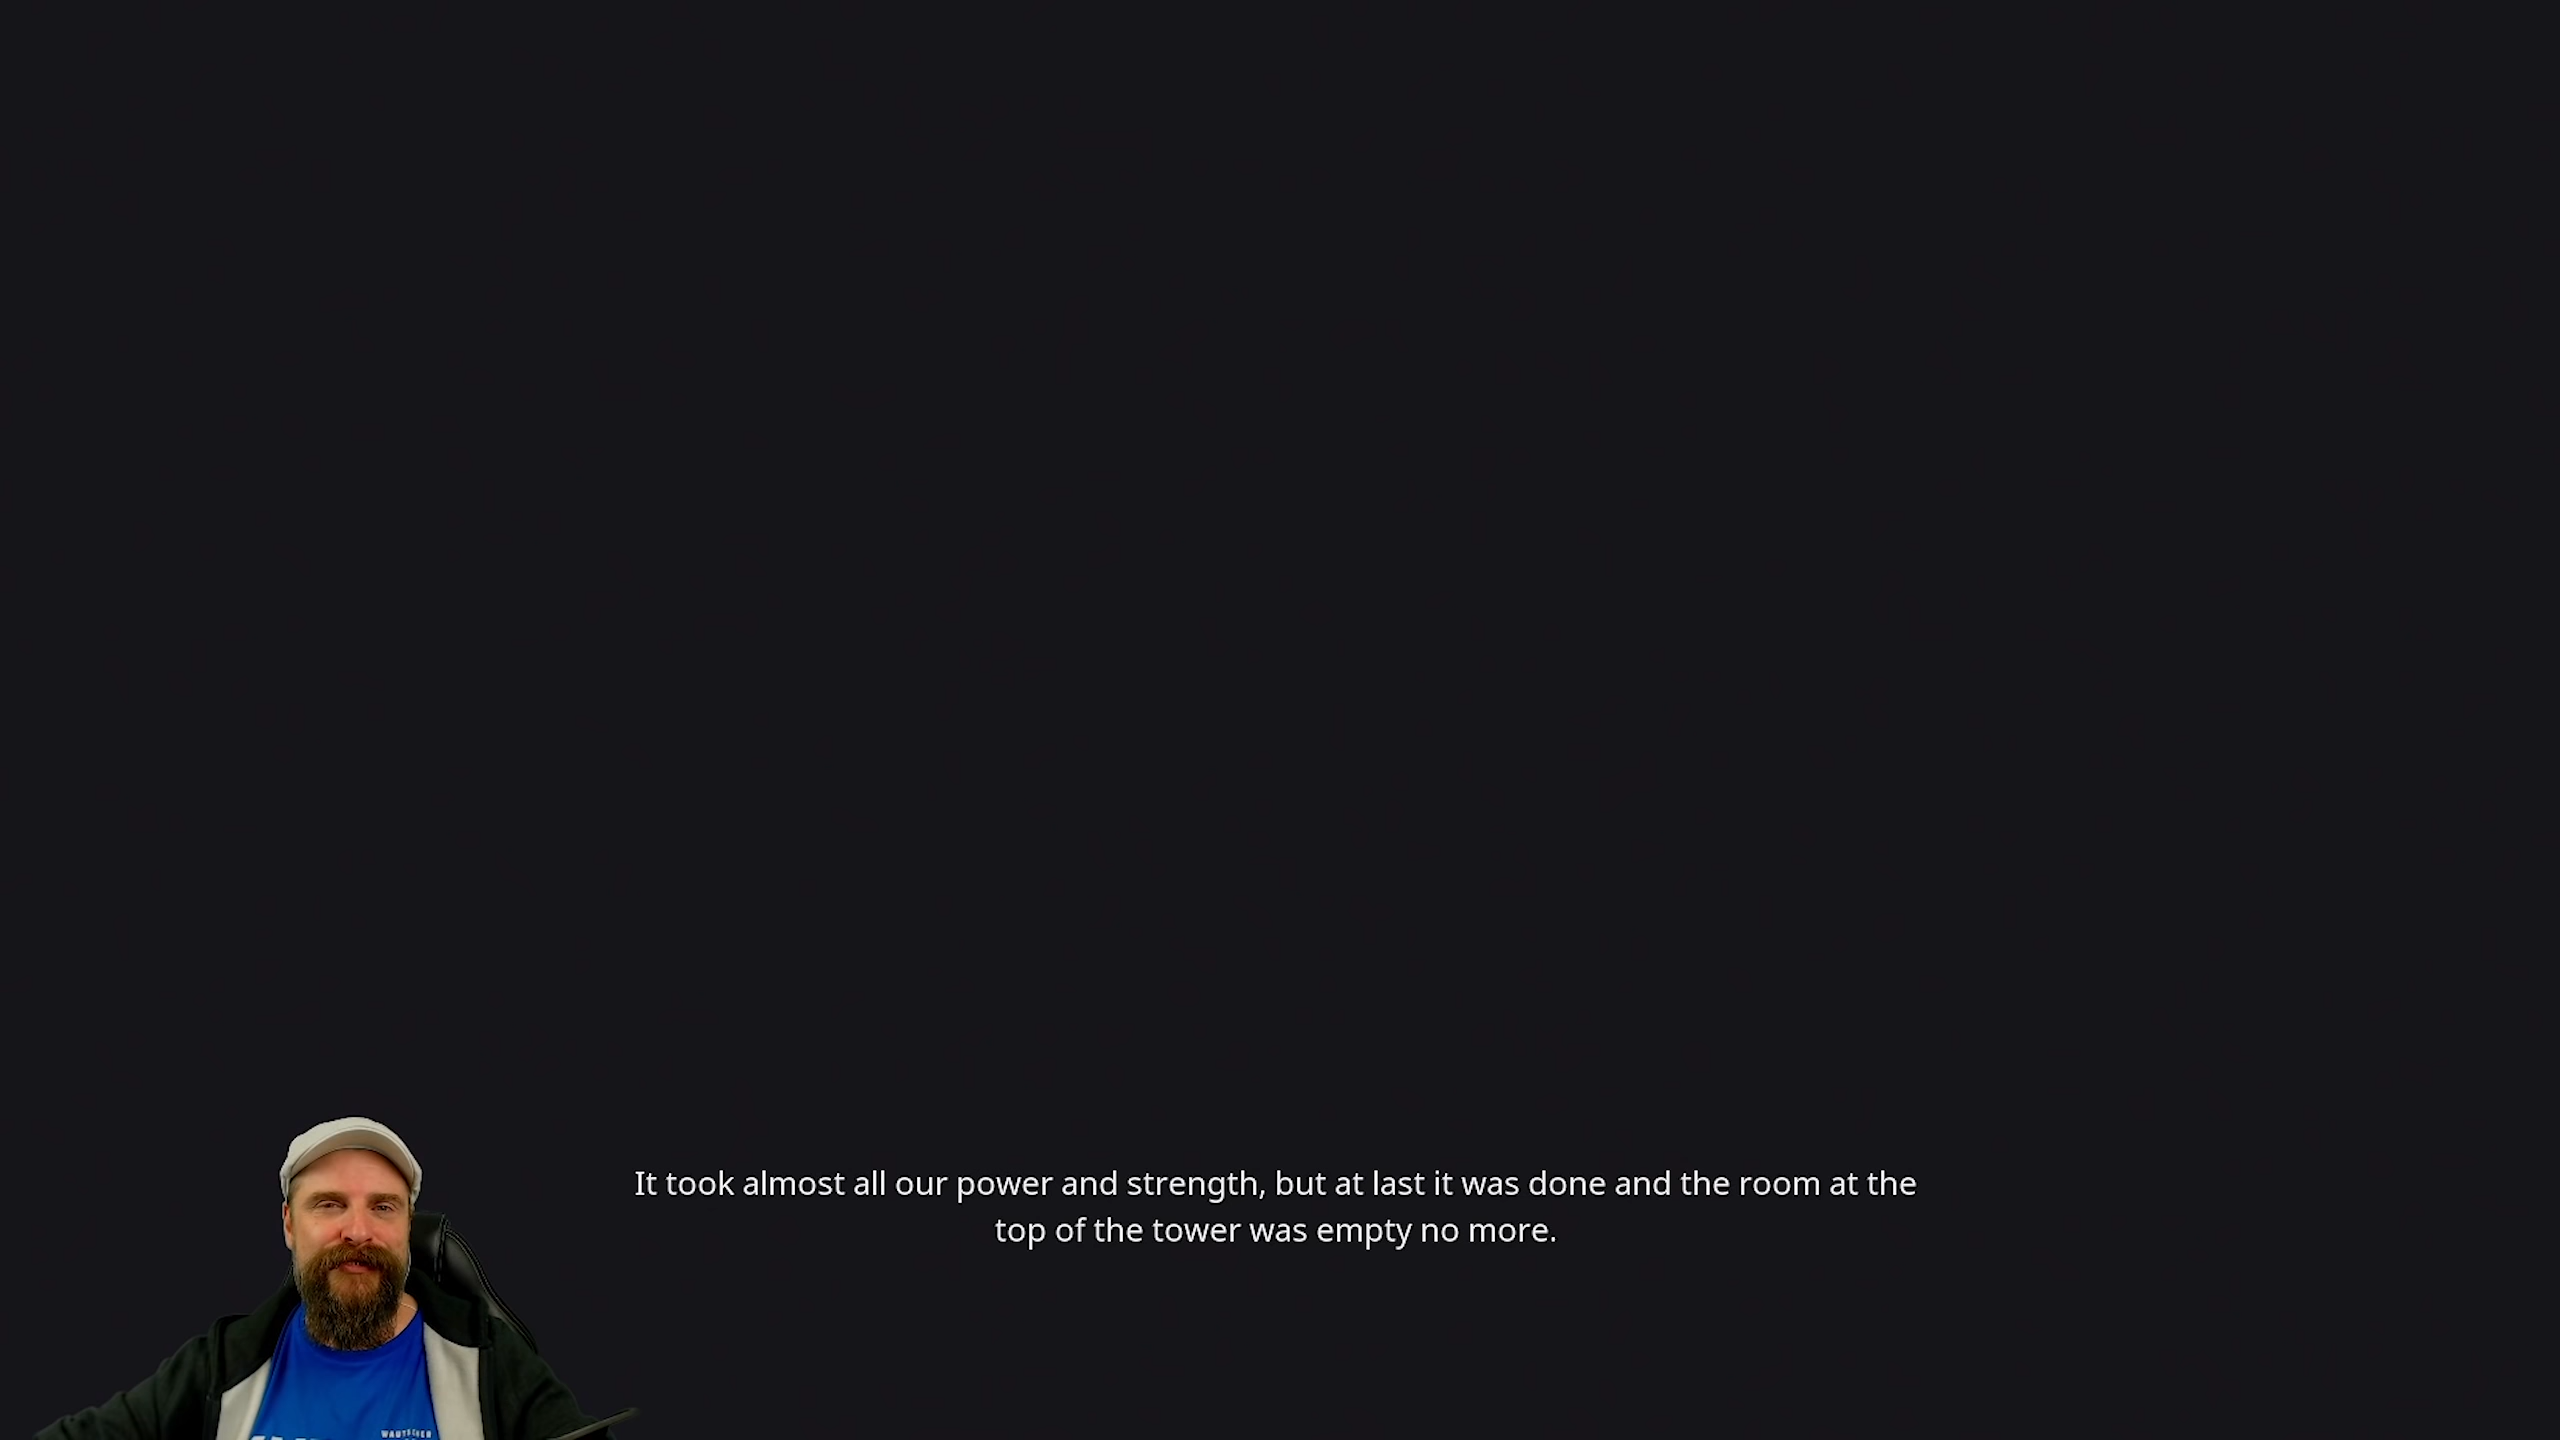 It took almost all our power and strength, but at last it was done and the room at the
top of the tower was empty no more.